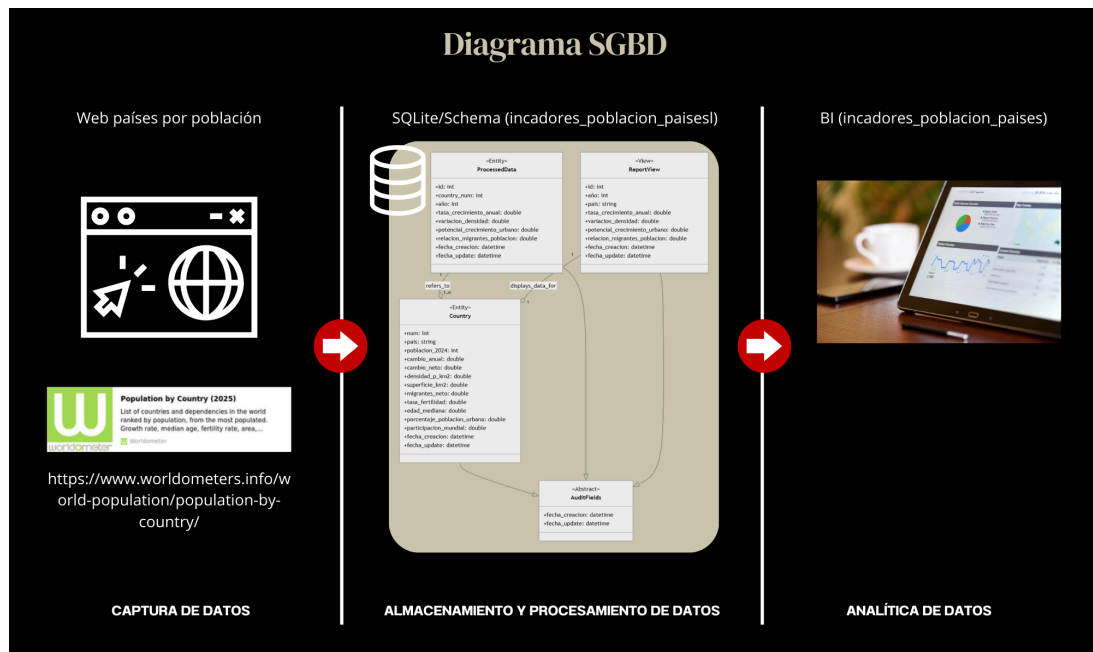 Diagrama SGBD
Web países por población
Population by Country (2025)
List of countries and dependencies in the world
ranked by population, from the most populated.
Growth rate, median age, fertility rate, area,...
Worldometer
worldometer
https://www.worldometers.info/w
orld-population/population-by-
country/
CAPTURA DE DATOS
SQLite/Schema (incadores_poblacion_paisesl)
«Entity»
ProcessedData
+id: int
+country_num: int
+año: int
+tasa_crecimiento_anual: double
+variacion_densidad: double
+potencial_crecimiento_urbano: double
+relacion_migrantes_poblacion: double
+fecha_creacion: datetime
+fecha_update: datetime
«View»
ReportView
+id: int
+año: int
+pais: string
+tasa_crecimiento_anual: double
+variacion_densidad: double
+potencial_crecimiento_urbano: double
+relacion_migrantes_poblacion: double
+fecha_creacion: datetime
+fecha_update: datetime
1
refers_to
1..*
1
displays_data_for
1
«Entity»
Country
+num: int
+pais: string
+poblacion_2024: int
+cambio_anual: double
+cambio_neto: double
+densidad_p_km2: double
+superficie_km2: double
+migrantes_neto: double
+tasa_fertilidad: double
+edad_mediana: double
+porcentaje_poblacion_urbana: double
+participacion_mundial: double
+fecha_creacion: datetime
+fecha_update: datetime
«Abstract»
AuditFields
+fecha_creacion: datetime
+fecha_update: datetime
ALMACENAMIENTO Y PROCESAMIENTO DE DATOS
BI (incadores_poblacion_paises)
ANALÍTICA DE DATOS